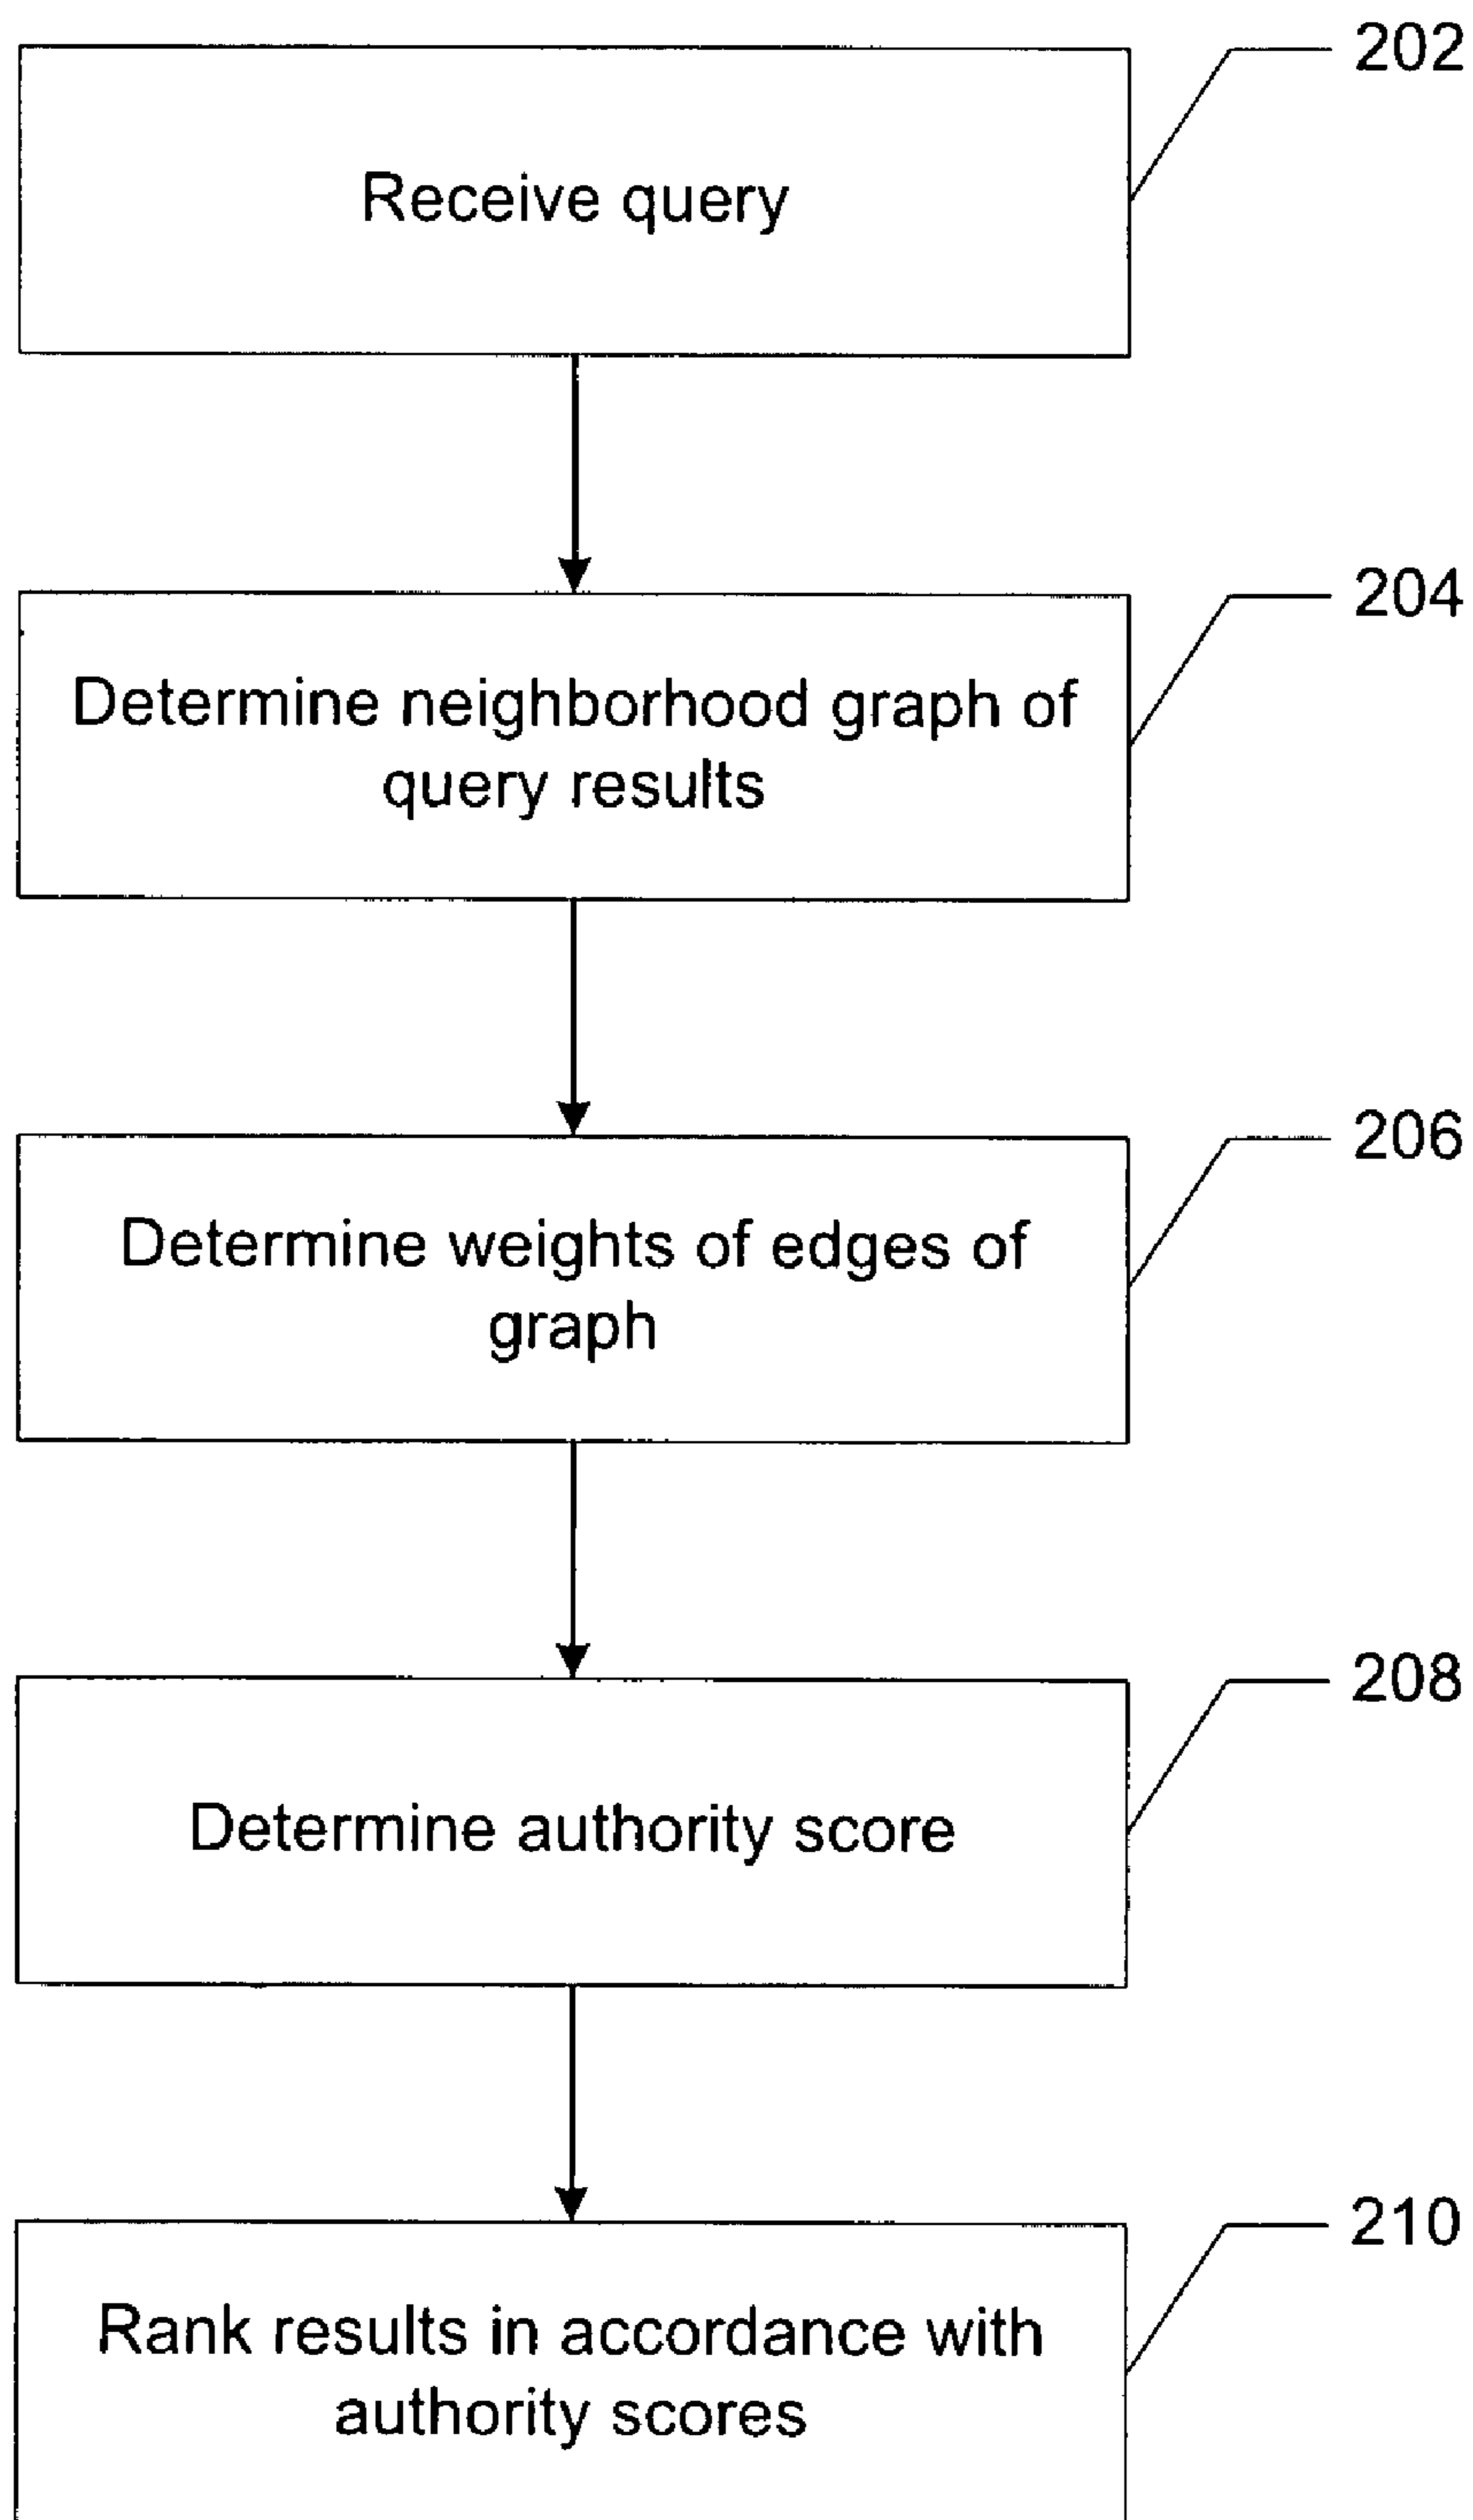 202
Receive query
204
Determine neighborhood graph of
query results
206
Determine weights of edges of
graph
208
Determine authority score
210
Rank results in accordance with
authority scores